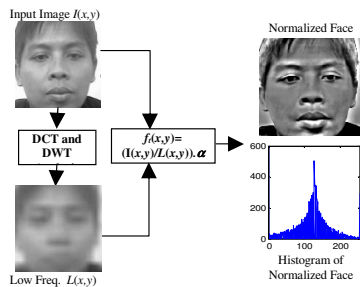 Input Image I(x,y)
Normalized Face
DCT and
DWT
fᵣ(x,y)=
(I(x,y)/L(x,y)).α
600
400
200
0
0 100 200
Low Freq. L(x,y)
Histogram of
Normalized Face